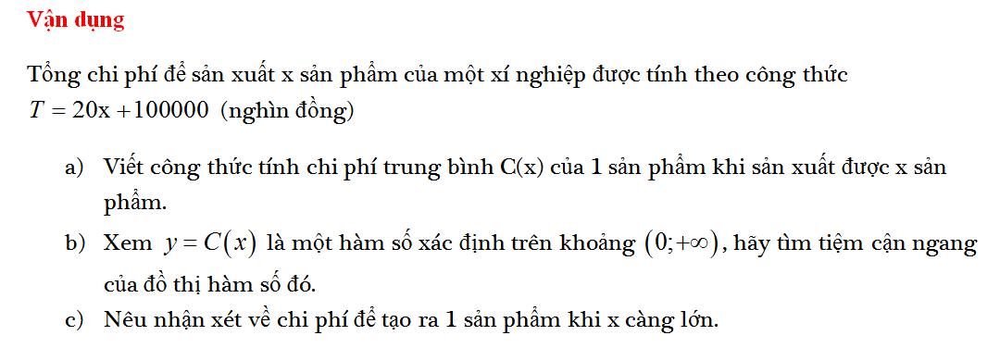 Vận dụng
Tổng chi phí để sản xuất x sản phẩm của một xí nghiệp được tính theo công thức
T = 20x +100000 (nghìn đồng)
a) Viết công thức tính chi phí trung bình C(x) của 1 sản phẩm khi sản xuất được x sản
phẩm.
b) Xem y = C(x) là một hàm số xác định trên khoảng (0;+∞), hãy tìm tiệm cận ngang
của đồ thị hàm số đó.
c) Nêu nhận xét về chi phí để tạo ra 1 sản phẩm khi x càng lớn.